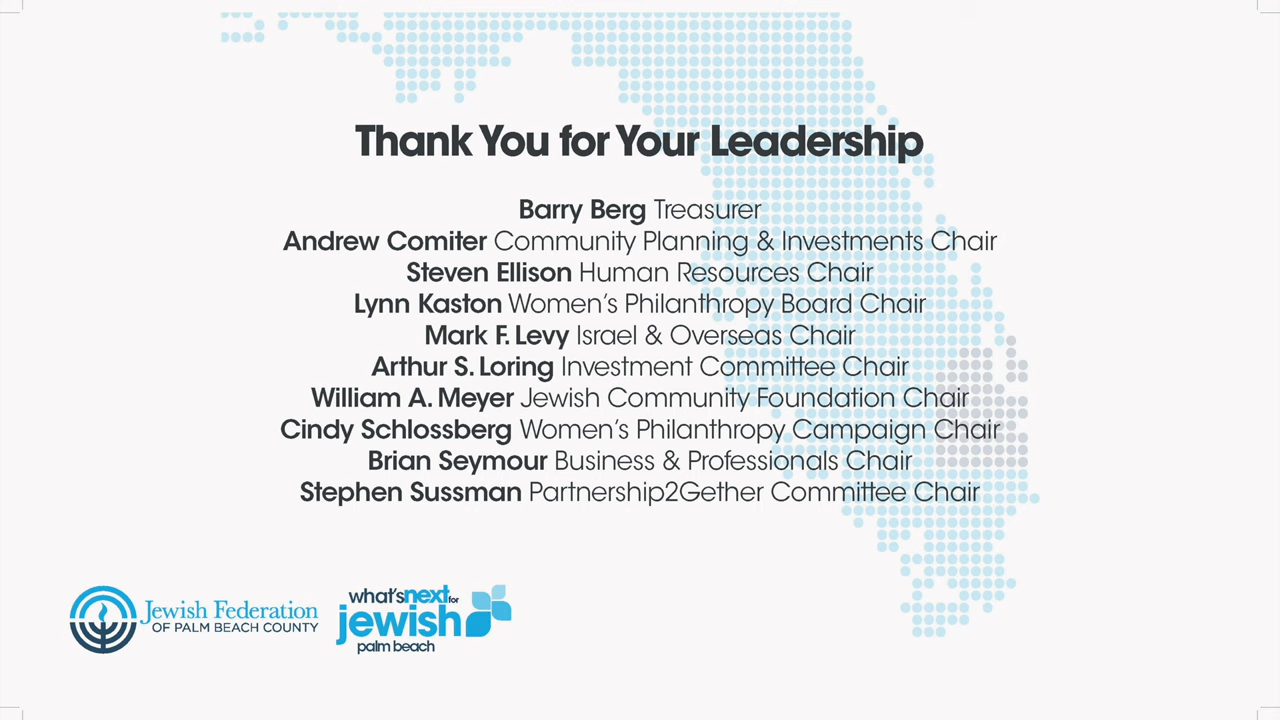 Thank You for Your Leadership
Barry Berg Treasurer
Andrew Comiter Community Planning & Investments Chair
Steven Ellison Human Resources Chair
Lynn Kaston Women's Philanthropy Board Chair
Mark F. Levy Israel & Overseas Chair
Arthur S. Loring Investment Committee Chair
William A. Meyer Jewish Community Foundation Chair
Cindy Schlossberg Women's Philanthropy Campaign Chair
Brian Seymour Business & Professionals Chair
Stephen Sussman Partnership2Gether Committee Chair
Jewish Federation
OF PALM BEACH COUNTY
what'snext for
jewish
palm beach